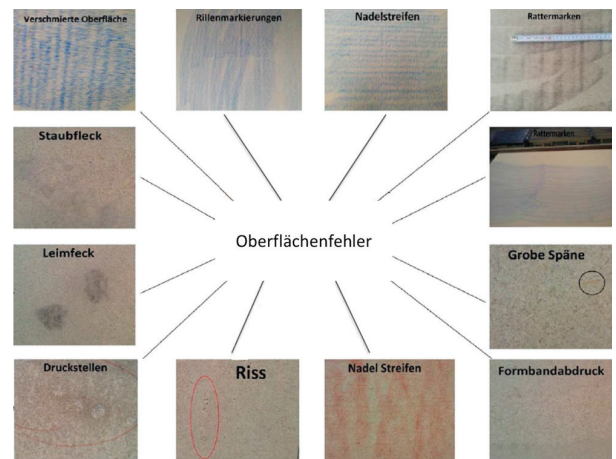 Verschmierte Oberfläche
Rillenmarkierungen
Nadelstreifen
Rattermarken
Staubfleck
Rattermarken
Oberflächenfehler
Leimfeck
Grobe Späne
Druckstellen
Riss
Nadel Streifen
Formbandabdruck